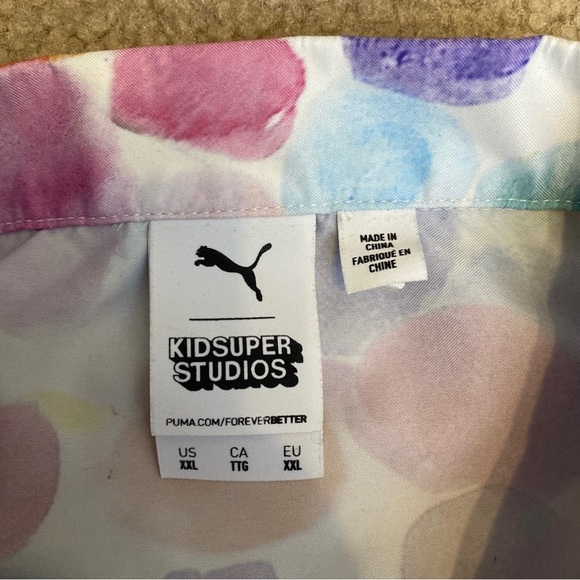 KIDSUPER
STUDIOS
PUMA.COM/FOREVERBETTER
US CA EU
XXL TTG XXL
MADE IN
CHINA
FABRIQUÉ EN
CHINE